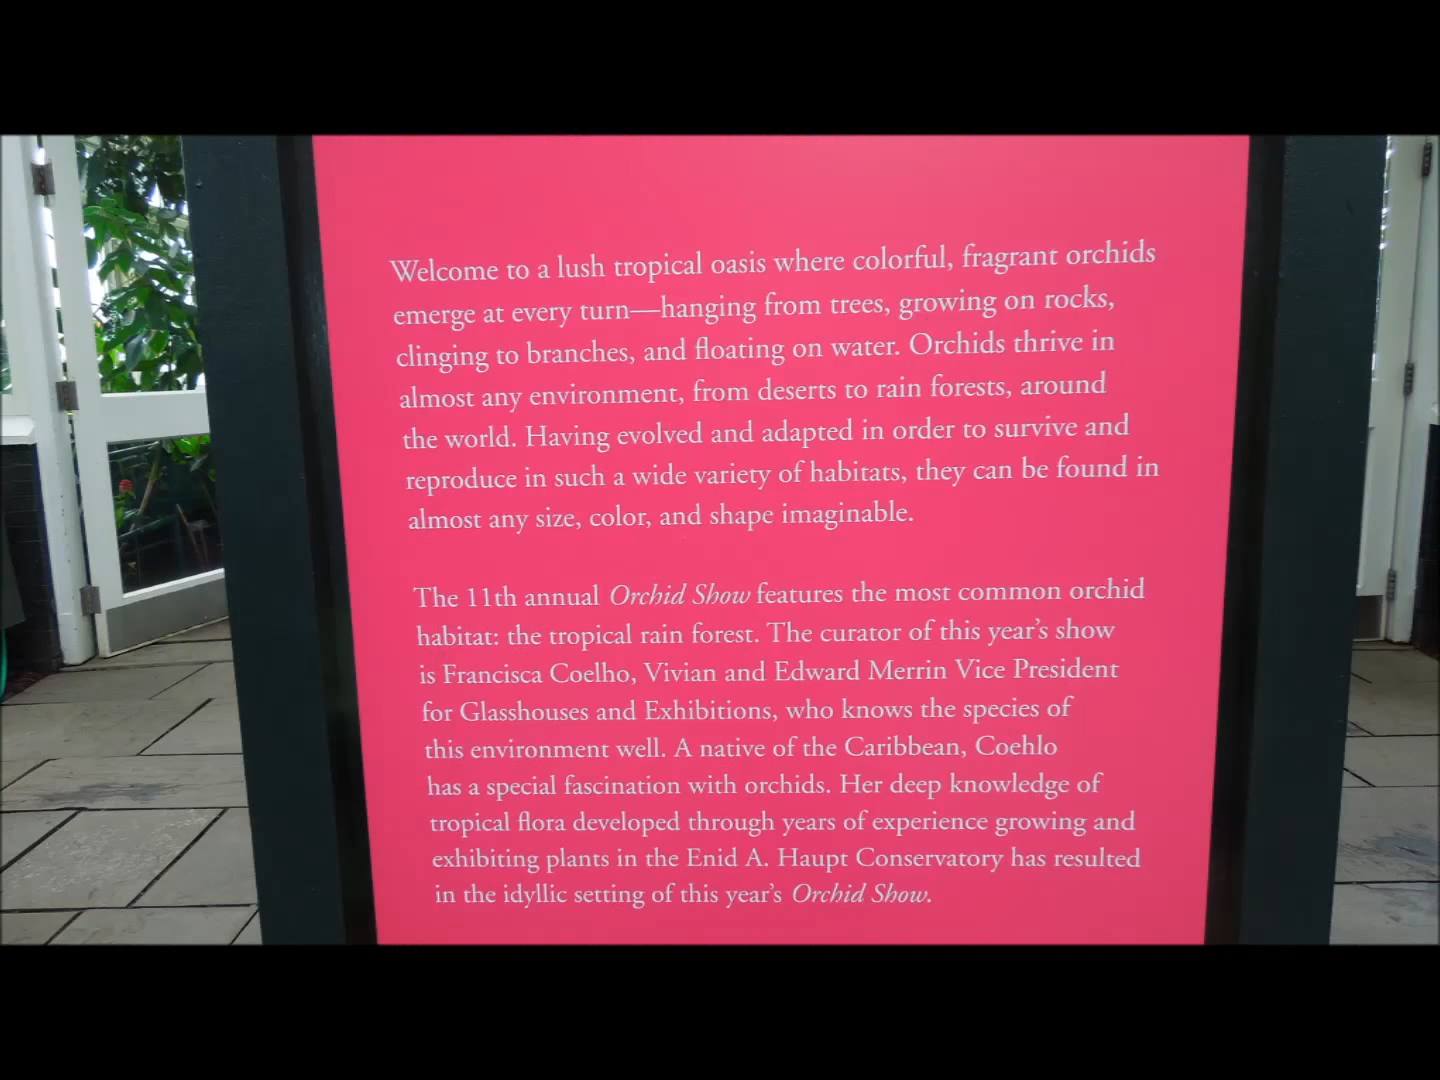 Welcome to a lush tropical oasis where colorful, fragrant orchids
emerge at every turn—hanging from trees, growing on rocks,
clinging to branches, and floating on water. Orchids thrive in
almost any environment, from deserts to rain forests, around
the world. Having evolved and adapted in order to survive and
reproduce in such a wide variety of habitats, they can be found in
almost any size, color, and shape imaginable.
The 11th annual Orchid Show features the most common orchid
habitat: the tropical rain forest. The curator of this year’s show
is Francisca Coelho, Vivian and Edward Merrin Vice President
for Glasshouses and Exhibitions, who knows the species of
this environment well. A native of the Caribbean, Coehlo
has a special fascination with orchids. Her deep knowledge of
tropical flora developed through years of experience growing and
exhibiting plants in the Enid A. Haupt Conservatory has resulted
in the idyllic setting of this year’s Orchid Show.